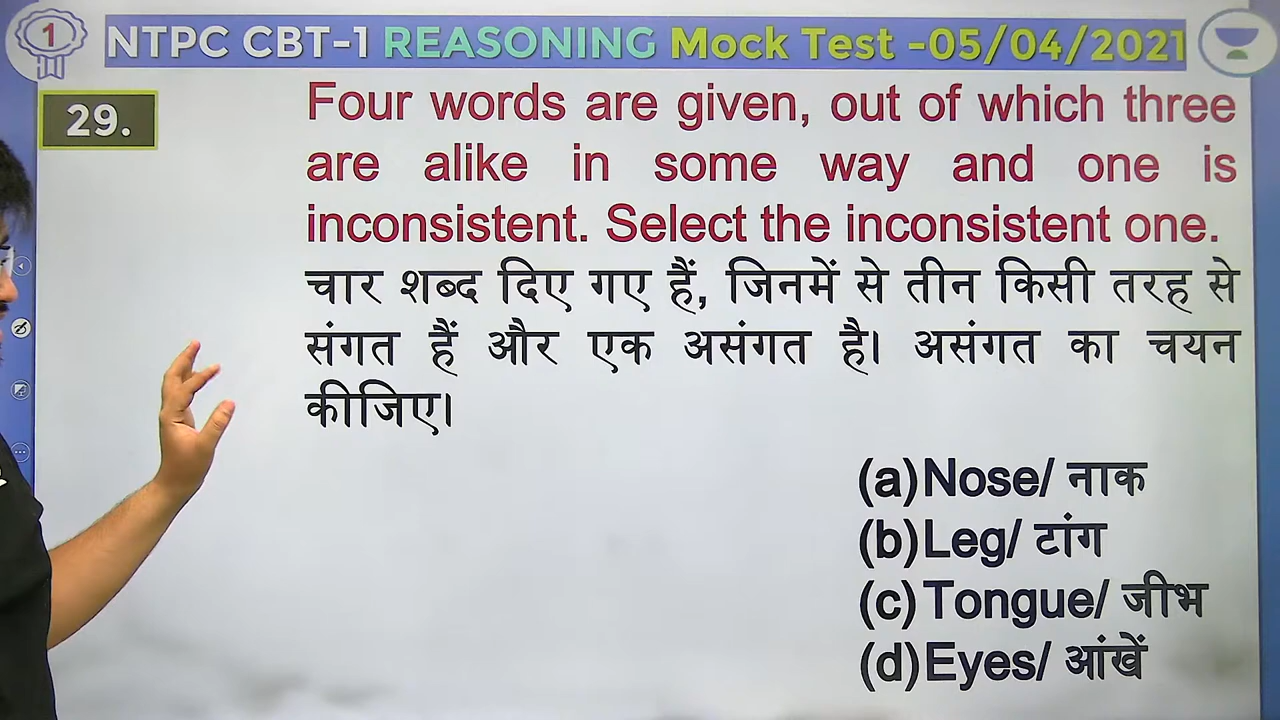 1
NTPC CBT-1 REASONING Mock Test -05/04/2021
29.
Four words are given, out of which three
are alike in some way and one is
inconsistent. Select the inconsistent one.
चार शब्द दिए गए हैं, जिनमें से तीन किसी तरह से
संगत हैं और एक असंगत है। असंगत का चयन
कीजिए।
(a) Nose/ नाक
(b) Leg/ टांग
(c) Tongue/ जीभ
(d) Eyes/ आंखें